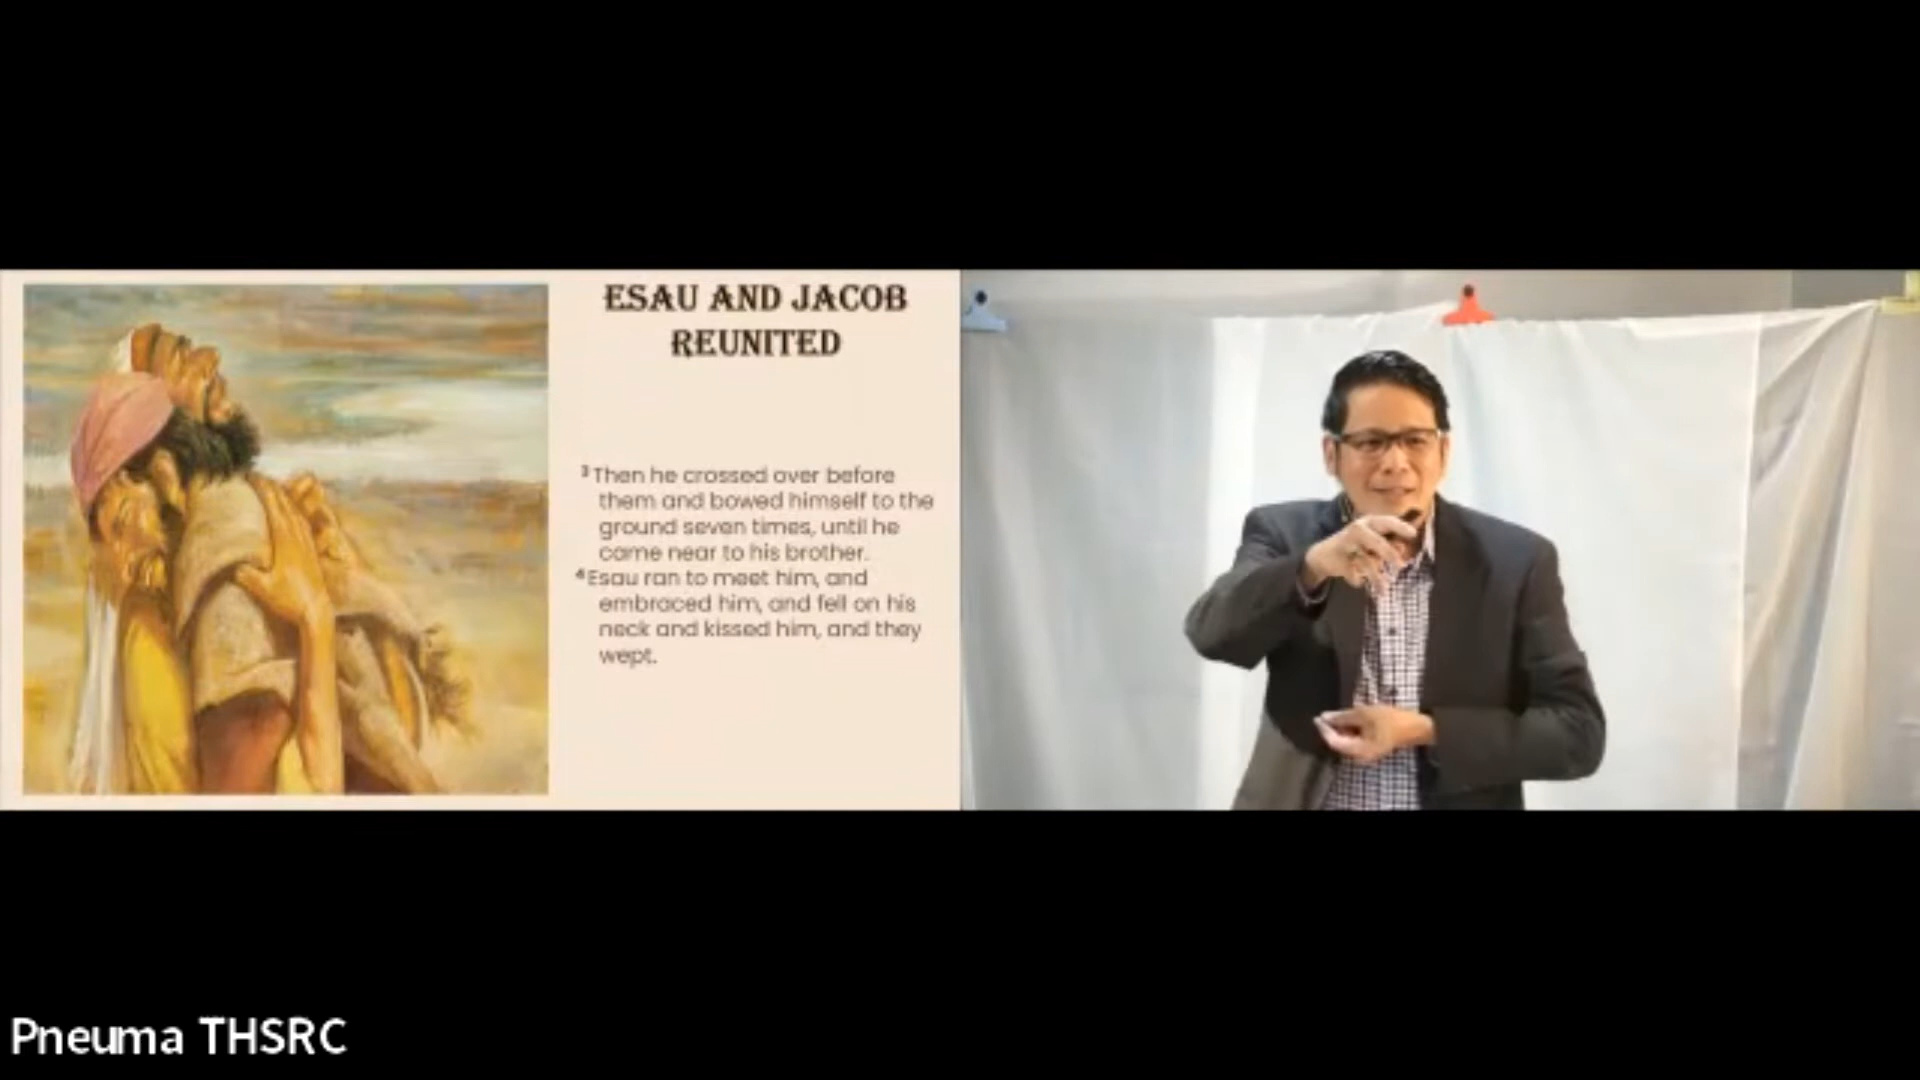 ESAU AND JACOB
REUNITED
³Then he crossed over before
them and bowed himself to the
ground seven times, until he
came near to his brother.
⁴Esau ran to meet him, and
embraced him, and fell on his
neck and kissed him, and they
wept.
Pneuma THSRC